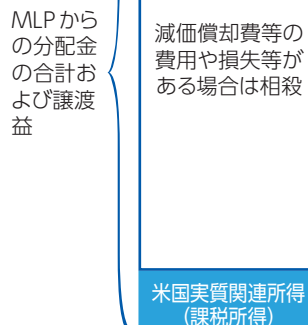 MLPから
の分配金
の合計お
よび譲渡
益
減価償却費等の
費用や損失等が
ある場合は相殺
米国実質関連所得
(課税所得)